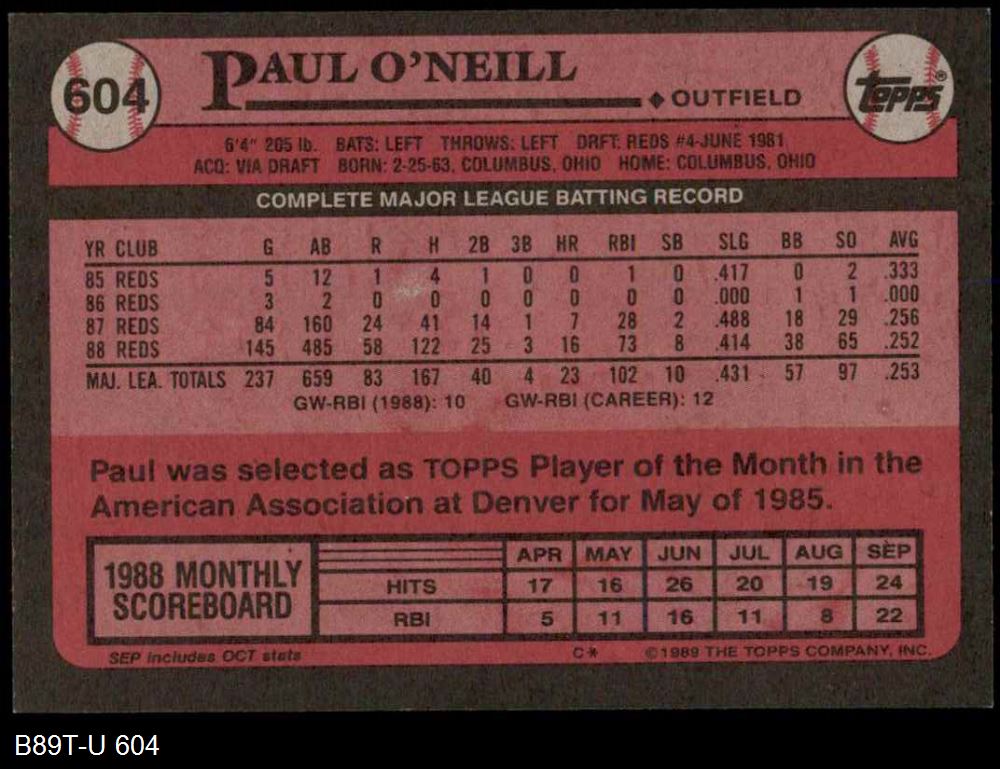 604
PAUL O'NEILL
◆ OUTFIELD
TOPPS®
6'4" 205 lb. BATS: LEFT THROWS: LEFT DRFT: REDS #4-JUNE 1981
ACQ: VIA DRAFT BORN: 2-25-63, COLUMBUS, OHIO HOME: COLUMBUS, OHIO
COMPLETE MAJOR LEAGUE BATTING RECORD
YR CLUB G AB R H 2B 3B HR RBI SB SLG BB SO AVG
85 REDS 5 12 1 4 1 0 0 1 0 .417 0 2 .333
86 REDS 3 2 0 0 0 0 0 0 0 .000 1 1 .000
87 REDS 84 160 24 41 14 1 7 28 2 .488 18 29 .256
88 REDS 145 485 58 122 25 3 16 73 8 .414 38 65 .252
MAJ. LEA. TOTALS 237 659 83 167 40 4 23 102 10 .431 57 97 .253
GW-RBI (1988): 10 GW-RBI (CAREER): 12
Paul was selected as TOPPS Player of the Month in the
American Association at Denver for May of 1985.
1988 MONTHLY
SCOREBOARD
APR MAY JUN JUL AUG SEP
HITS 17 16 26 20 19 24
RBI 5 11 16 11 8 22
SEP includes OCT stats
C* ©1989 THE TOPPS COMPANY, INC.
B89T-U 604